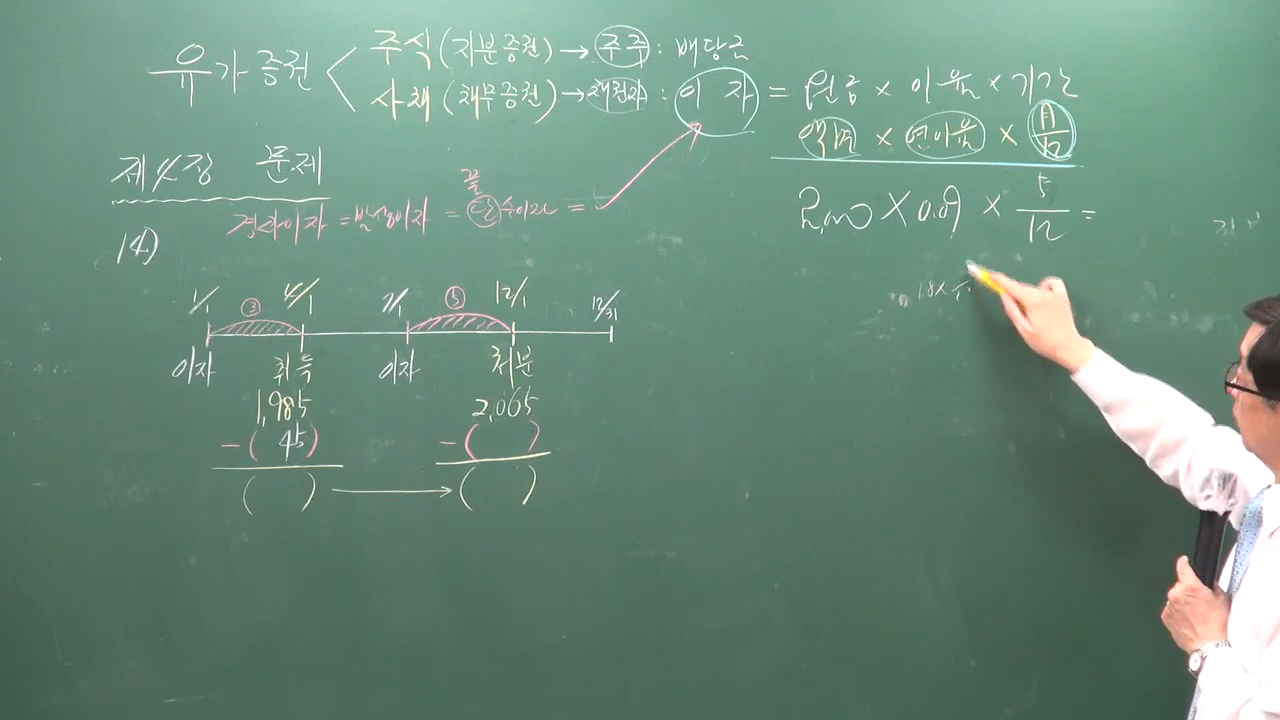 유가증권 < 주식(지분증권) → 주주 : 배당금
사채(채무증권) → 채권자 : 이 자 = 원금 × 이율 × 기간
액면 × 연이율 × 月/12
제4장 문제
경과이자 = 발생이자 = 끝 단수이자 =
2,000 × 0.09 × 5/12 =
14)
1/1 ③ 4/1 7/1 ⑤ 12/1 12/31
이자 취득 이자 처분
1,985 2,065
-( 45 ) -( )
( ) → ( )